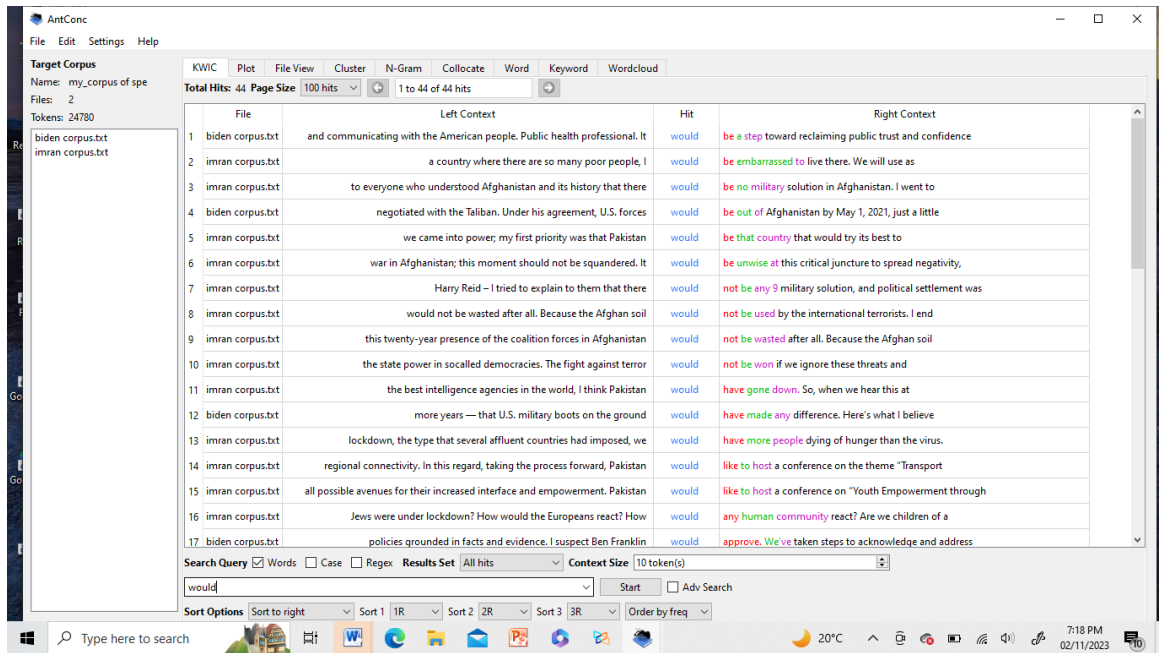 AntConc
File Edit Settings Help
Target Corpus
Name: my_corpus of spe
Files: 2
Tokens: 24780
biden corpus.txt
imran corpus.txt
KWIC Plot File View Cluster N-Gram Collocate Word Keyword Wordcloud
Total Hits: 44 Page Size 100 hits 1 to 44 of 44 hits
File Left Context Hit Right Context
1 biden corpus.txt and communicating with the American people. Public health professional. It would be a step toward reclaiming public trust and confidence
2 imran corpus.txt a country where there are so many poor people, I would be embarrassed to live there. We will use as
3 imran corpus.txt to everyone who understood Afghanistan and its history that there would be no military solution in Afghanistan. I went to
4 biden corpus.txt negotiated with the Taliban. Under his agreement, U.S. forces would be out of Afghanistan by May 1, 2021, just a little
5 imran corpus.txt we came into power; my first priority was that Pakistan would be that country that would try its best to
6 imran corpus.txt war in Afghanistan; this moment should not be squandered. It would be unwise at this critical juncture to spread negativity,
7 imran corpus.txt Harry Reid – I tried to explain to them that there would not be any 9 military solution, and political settlement was
8 imran corpus.txt would not be wasted after all. Because the Afghan soil would not be used by the international terrorists. I end
9 imran corpus.txt this twenty-year presence of the coalition forces in Afghanistan would not be wasted after all. Because the Afghan soil
10 imran corpus.txt the state power in socalled democracies. The fight against terror would not be won if we ignore these threats and
11 imran corpus.txt the best intelligence agencies in the world, I think Pakistan would have gone down. So, when we hear this at
12 biden corpus.txt more years — that U.S. military boots on the ground would have made any difference. Here's what I believe
13 imran corpus.txt lockdown, the type that several affluent countries had imposed, we would have more people dying of hunger than the virus.
14 imran corpus.txt regional connectivity. In this regard, taking the process forward, Pakistan would like to host a conference on the theme "Transport
15 imran corpus.txt all possible avenues for their increased interface and empowerment. Pakistan would like to host a conference on "Youth Empowerment through
16 imran corpus.txt Jews were under lockdown? How would the Europeans react? How would any human community react? Are we children of a
17 biden corpus.txt policies grounded in facts and evidence. I suspect Ben Franklin would approve. We've taken steps to acknowledge and address
Search Query Words Case Regex Results Set All hits Context Size 10 token(s)
would Start Adv Search
Sort Options Sort to right Sort 1 1R Sort 2 2R Sort 3 3R Order by freq
Type here to search 20°C 7:18 PM
02/11/2023 10